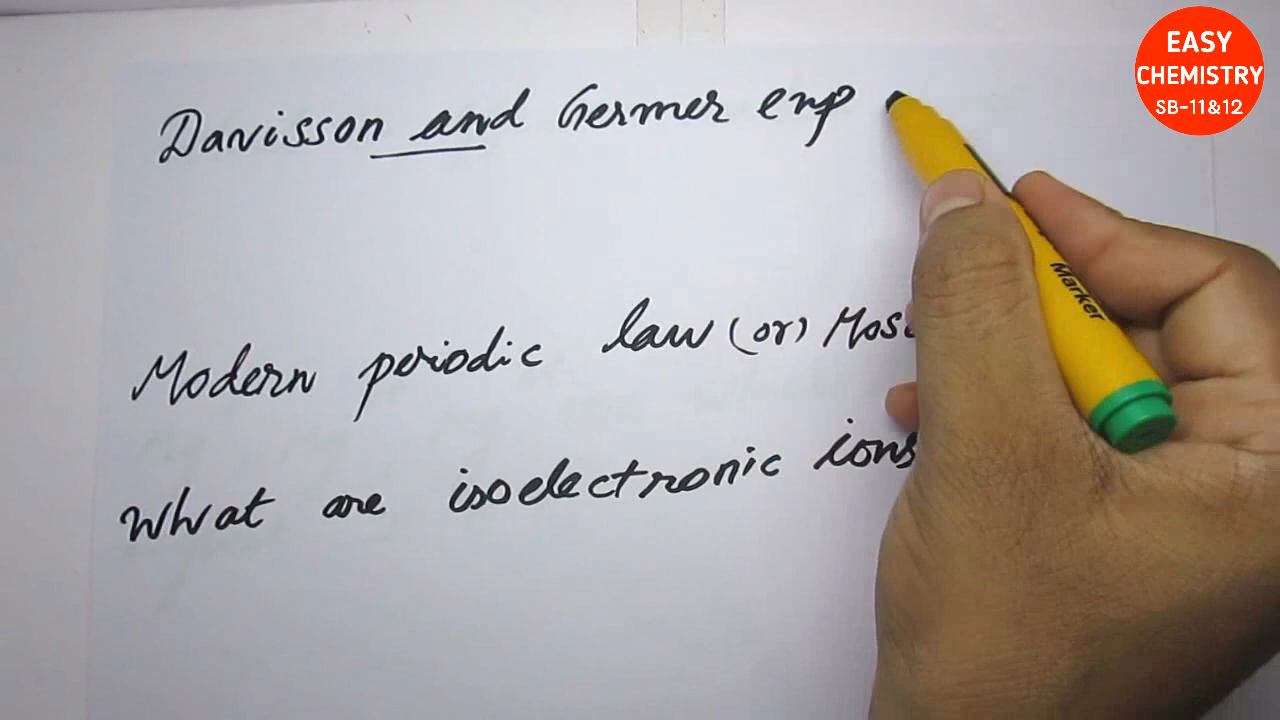 EASY
CHEMISTRY
SB-11&12
Davisson and Germer exp
Modern periodic law (or) Mos
What are isoelectronic ions
Marker